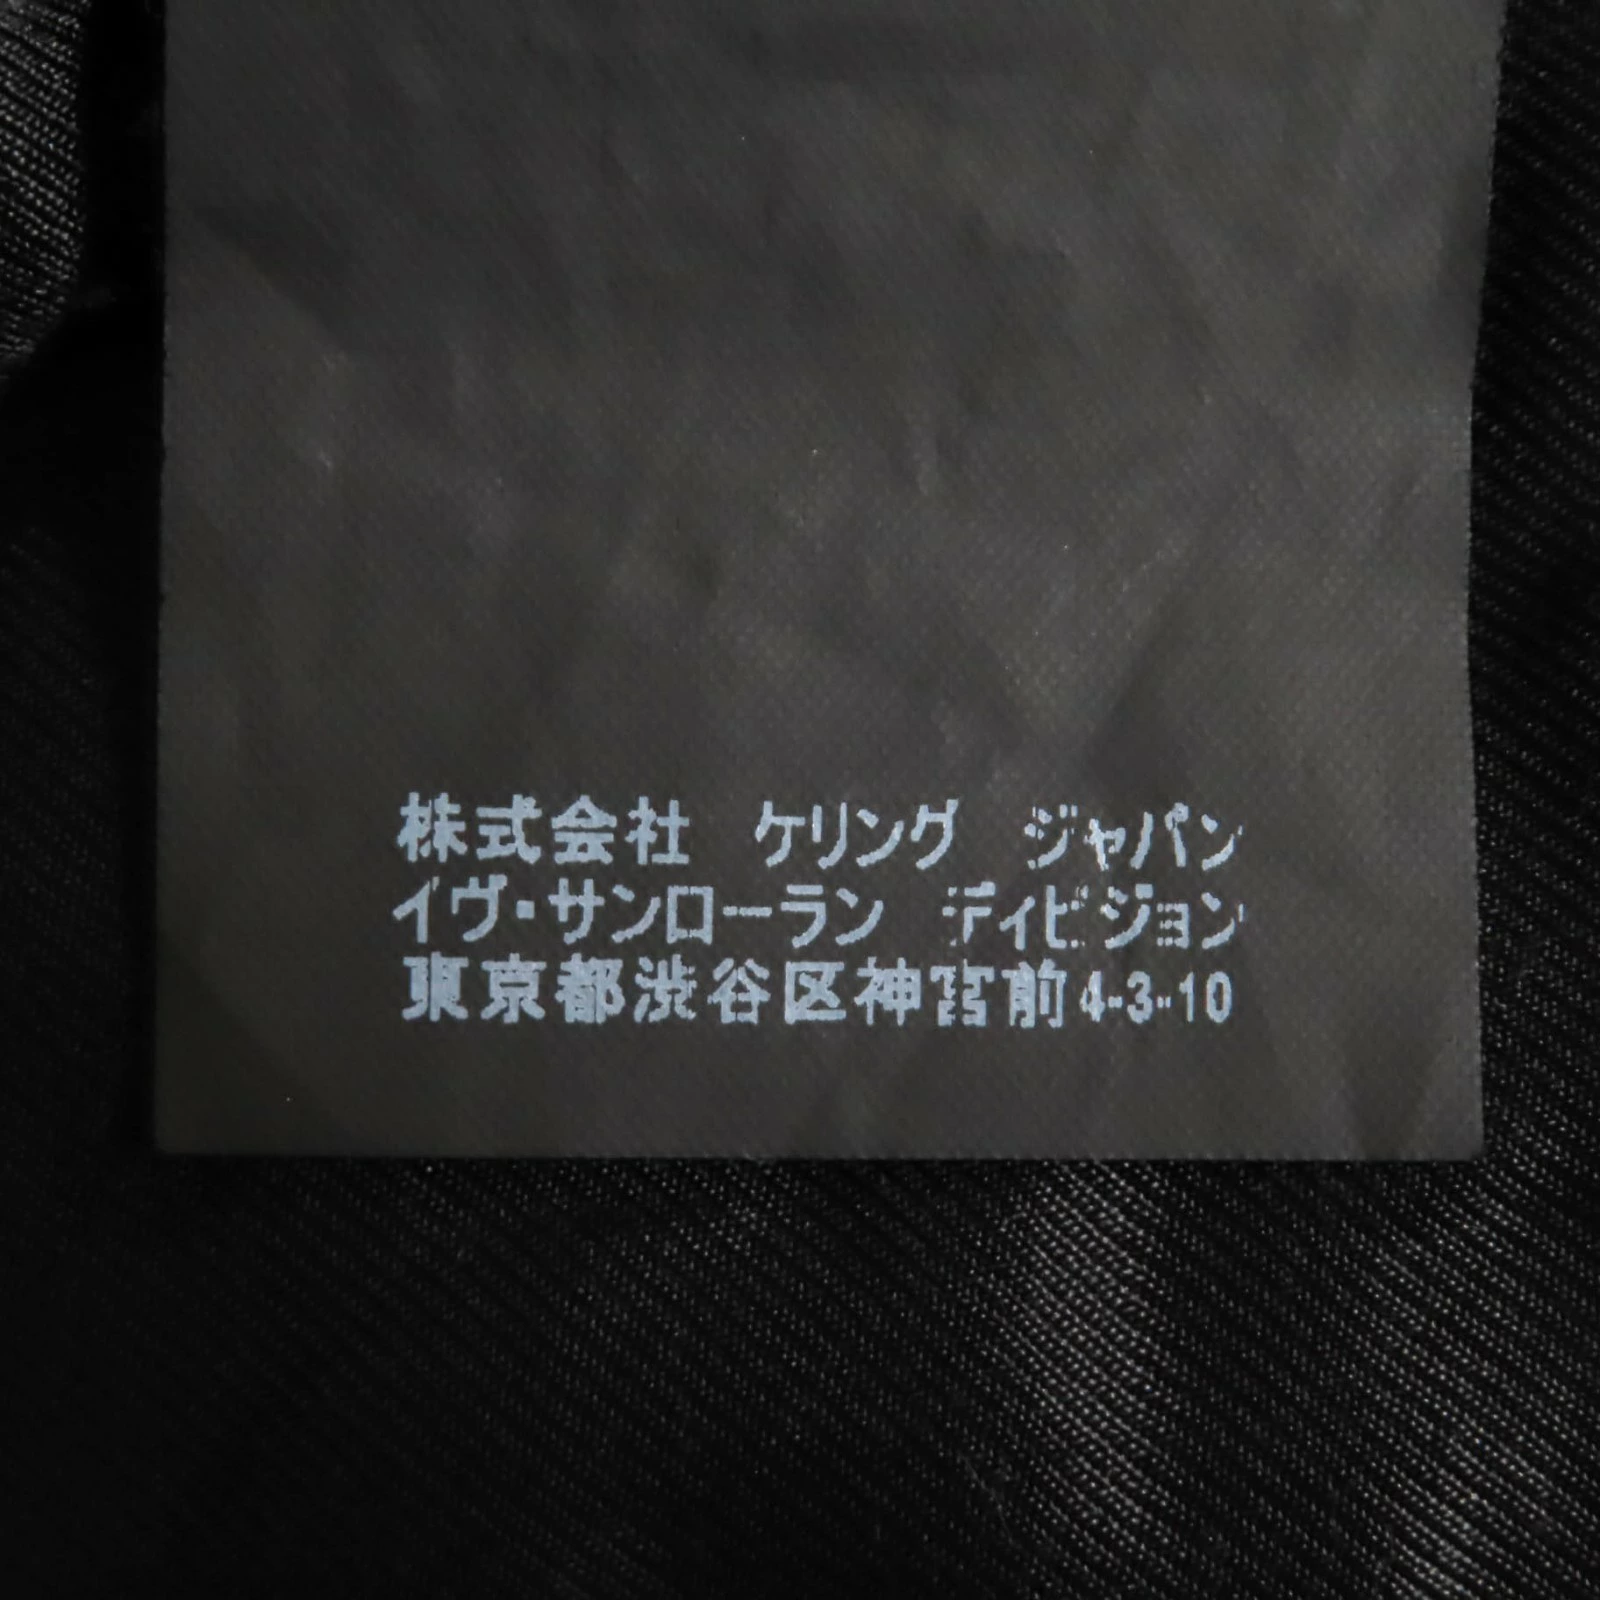 株式会社　ケリング　ジャパン
イヴ・サンローラン　ディビジョン
東京都渋谷区神宮前4-3-10